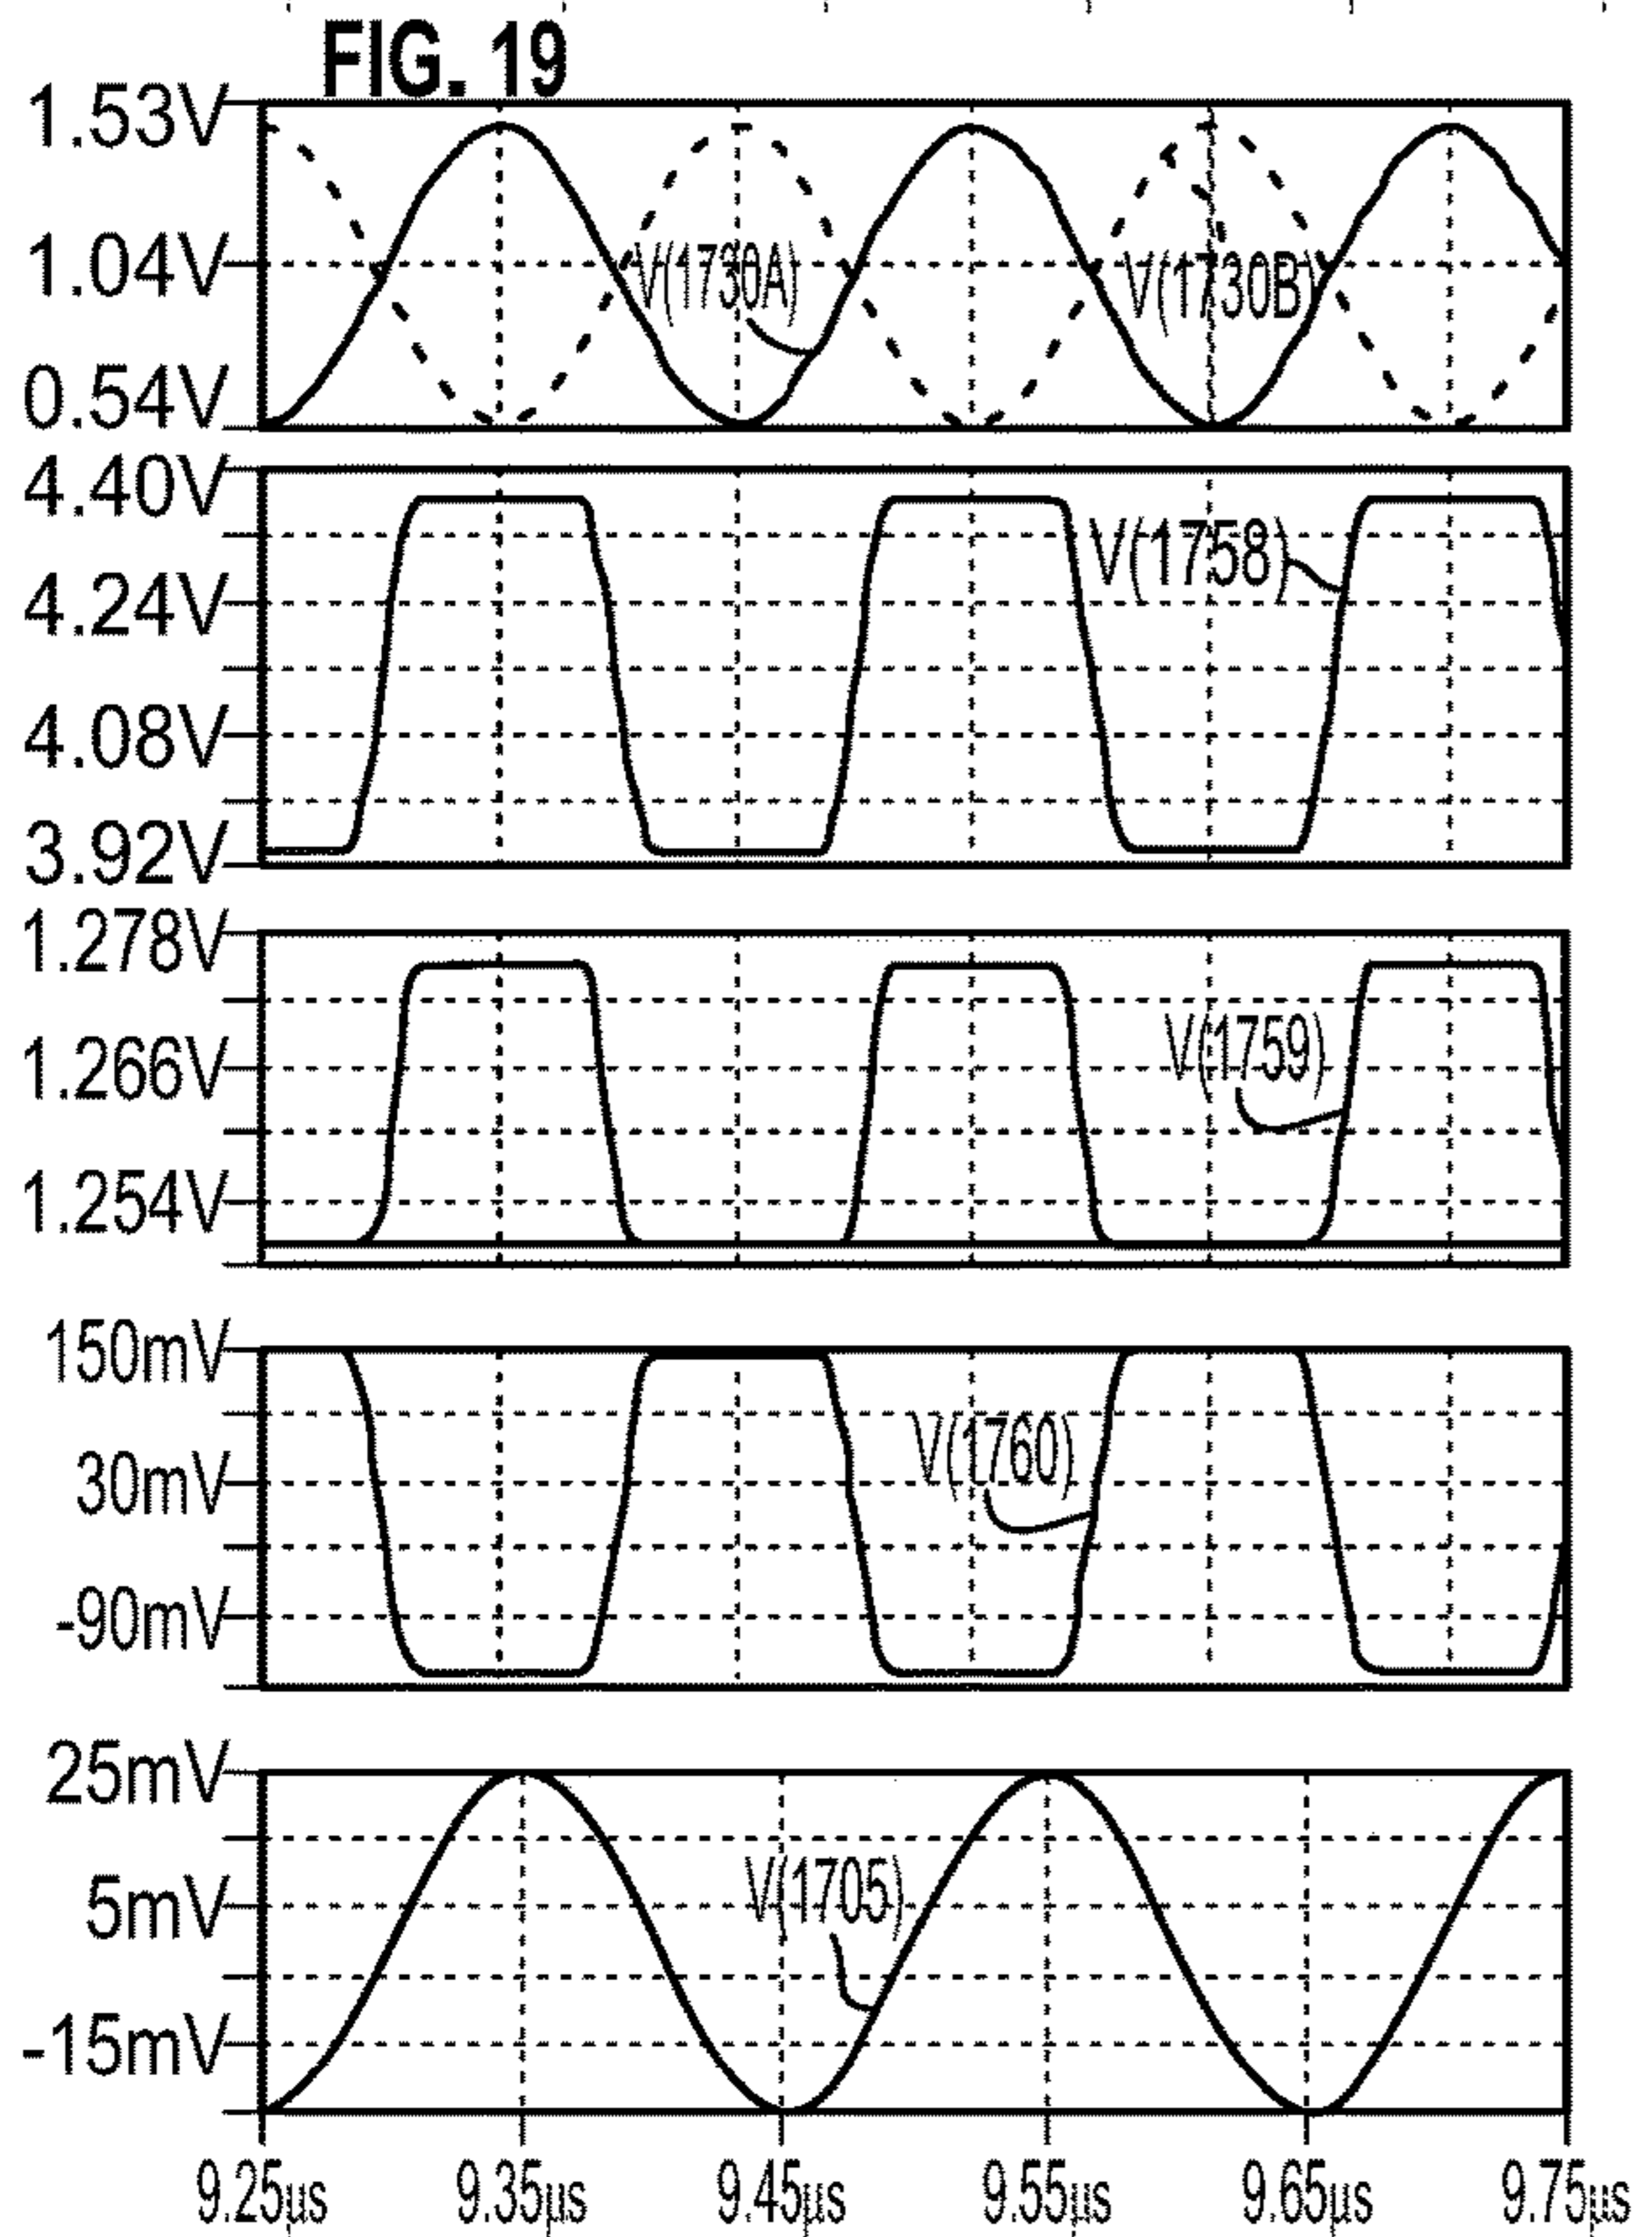 FIG. 19
1.53V
1.04V
0.54V
V(1730A)
V(1730B)
4.40V
4.24V
4.08V
3.92V
V(1758)
1.278V
1.266V
1.254V
V(1759)
150mV
30mV
-90mV
V(1760)
25mV
5mV
-15mV
V(1705)
9.25µs 9.35µs 9.45µs 9.55µs 9.65µs 9.75µs